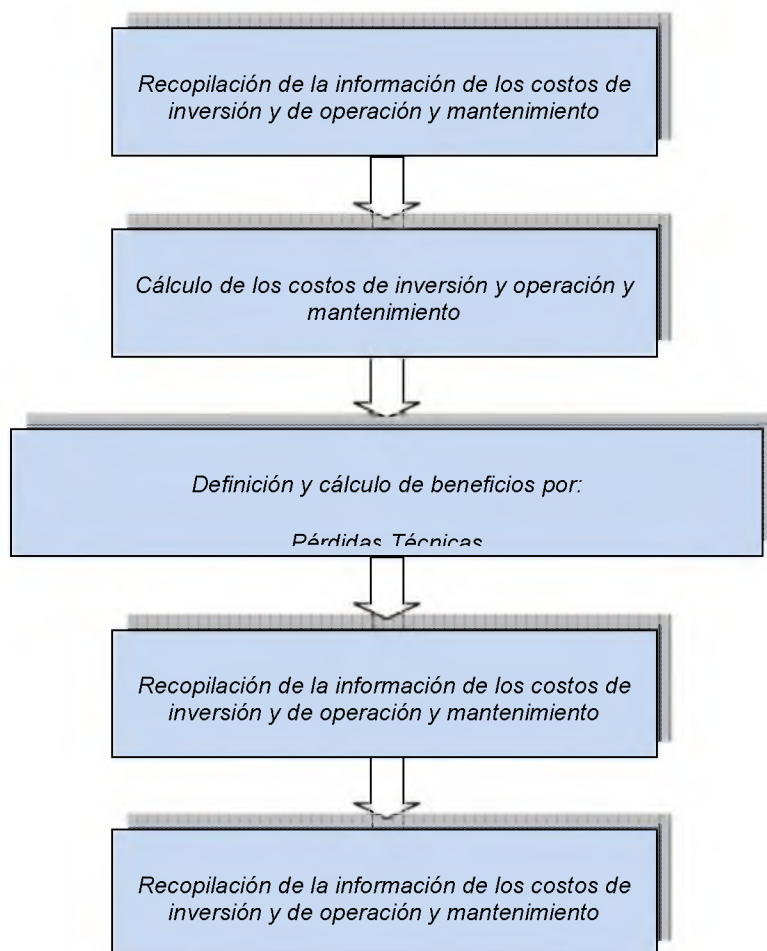 Recopilación de la información de los costos de
inversión y de operación y mantenimiento
Cálculo de los costos de inversión y operación y
mantenimiento
Definición y cálculo de beneficios por:
Pérdidas Técnicas
Recopilación de la información de los costos de
inversión y de operación y mantenimiento
Recopilación de la información de los costos de
inversión y de operación y mantenimiento